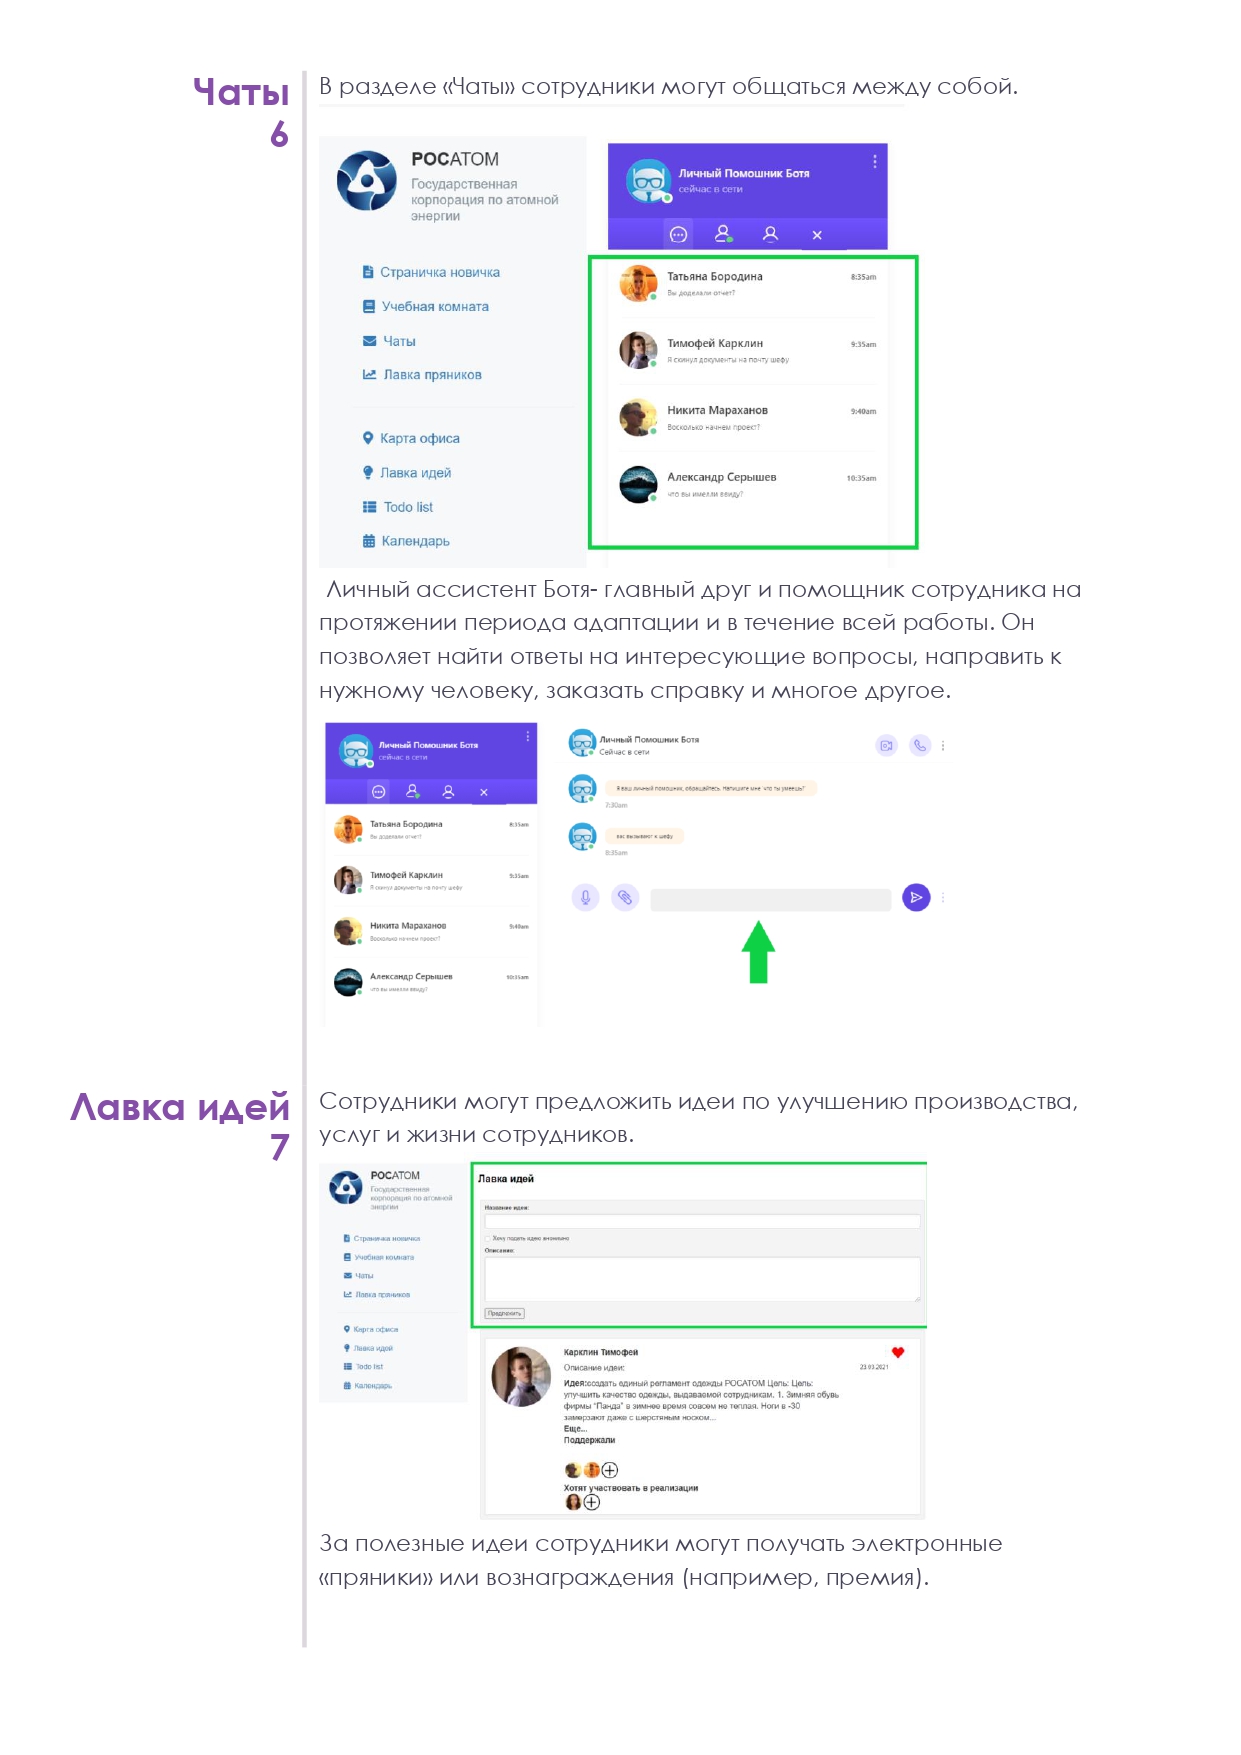 Чаты
6
В разделе «Чаты» сотрудники могут общаться между собой.
РОСАТОМ
Государственная
корпорация по атомной
энергии
Страничка новичка
Учебная комната
Чаты
Лавка пряников
Карта офиса
Лавка идей
Todo list
Календарь
Личный Помошник Ботя
сейчас в сети
Татьяна Бородина
8:35am
Вы доделали отчет?
Тимофей Карклин
9:35am
Я скинул документы на почту шефу
Никита Мараханов
9:40am
Восколько начнем проект?
Александр Серышев
10:35am
что вы имелли ввиду?
Личный ассистент Ботя- главный друг и помощник сотрудника на
протяжении периода адаптации и в течение всей работы. Он
позволяет найти ответы на интересующие вопросы, направить к
нужному человеку, заказать справку и многое другое.
Личный Помошник Ботя
сейчас в сети
Татьяна Бородина
8:35am
Вы доделали отчет?
Тимофей Карклин
9:35am
Я скинул документы на почту шефу
Никита Мараханов
9:40am
Восколько начнем проект?
Александр Серышев
10:35am
что вы имелли ввиду?
Личный Помошник Ботя
Сейчас в сети
Я ваш личный помошник, обращайтесь. Напишите мне "что ты умеешь?"
7:30am
вас вызывают к шефу
8:35am
Лавка идей
7
Сотрудники могут предложить идеи по улучшению производства,
услуг и жизни сотрудников.
РОСАТОМ
Государственная
корпорация по атомной
энергии
Страничка новичка
Учебная комната
Чаты
Лавка пряников
Карта офиса
Лавка идей
Todo list
Календарь
Лавка идей
Название идеи:
Хочу подать идею анонимно
Описание:
Предложить
Карклин Тимофей
Описание идеи:
23.03.2021
Идея:ссоздать единый регламент одежды РОСАТОМ Цель: Цель:
улучшить качество одежды, выдаваемой сотрудникам. 1. Зимняя обувь
фирмы "Панда" в зимнее время совсем не теплая. Ноги в -30
замерзают даже с шерстяным носком...
Еще...
Поддержали
Хотят участвовать в реализации
За полезные идеи сотрудники могут получать электронные
«пряники» или вознаграждения (например, премия).